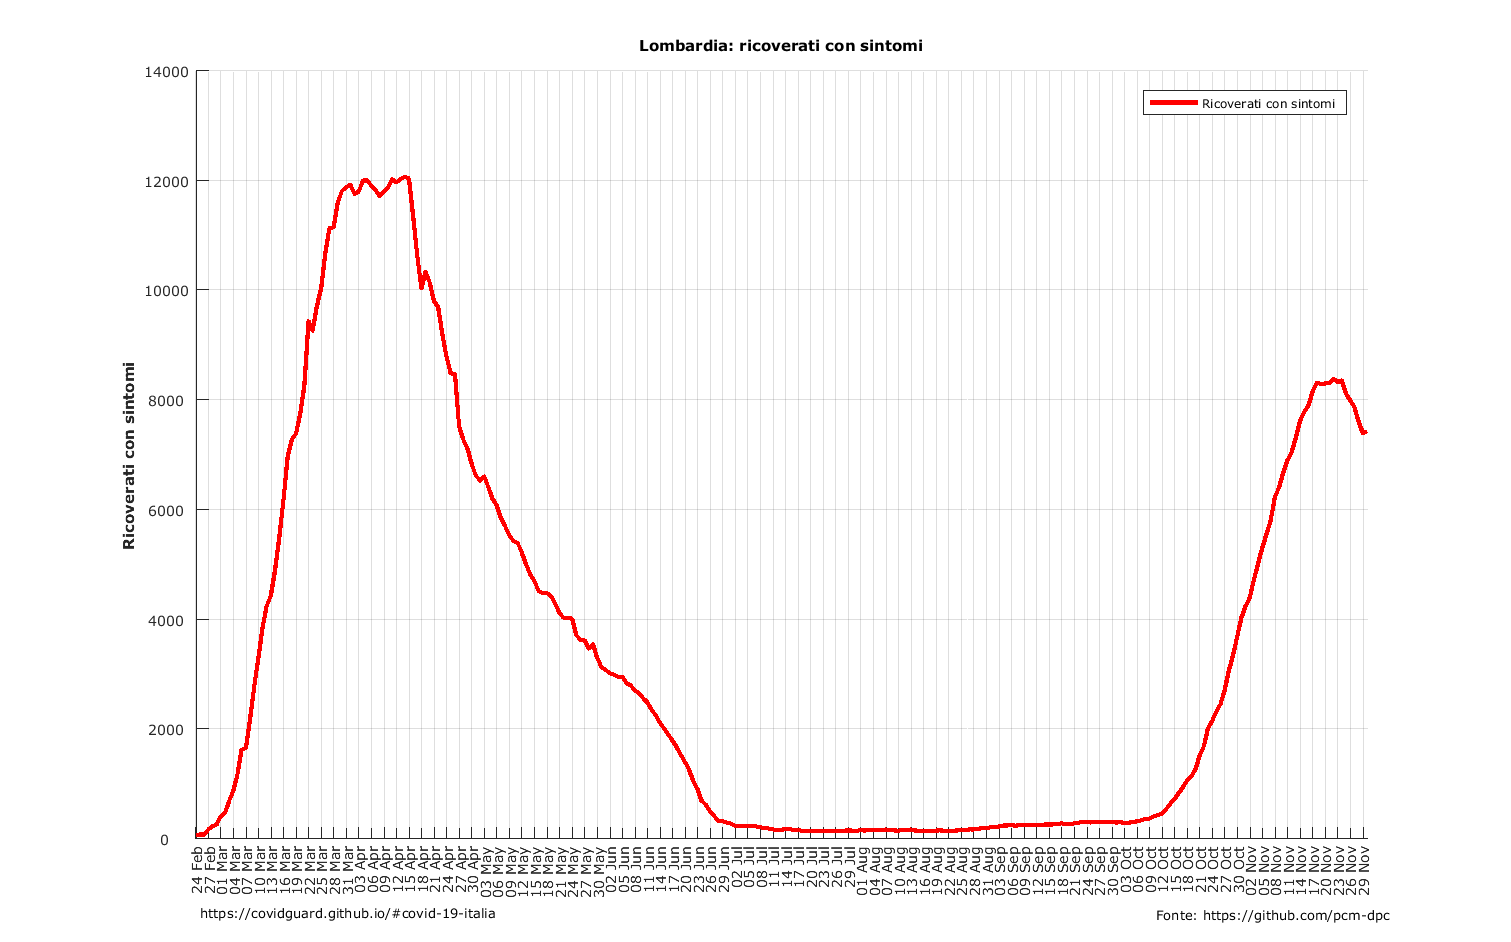 Lombardia: ricoverati con sintomi
Ricoverati con sintomi
14000
12000
10000
8000
6000
4000
2000
0
Ricoverati con sintomi
24 Feb
27 Feb
01 Mar
04 Mar
07 Mar
10 Mar
13 Mar
16 Mar
19 Mar
22 Mar
25 Mar
28 Mar
31 Mar
03 Apr
06 Apr
09 Apr
12 Apr
15 Apr
18 Apr
21 Apr
24 Apr
27 Apr
30 Apr
03 May
06 May
09 May
12 May
15 May
18 May
21 May
24 May
27 May
30 May
02 Jun
05 Jun
08 Jun
11 Jun
14 Jun
17 Jun
20 Jun
23 Jun
26 Jun
29 Jun
02 Jul
05 Jul
08 Jul
11 Jul
14 Jul
17 Jul
20 Jul
23 Jul
26 Jul
29 Jul
01 Aug
04 Aug
07 Aug
10 Aug
13 Aug
16 Aug
19 Aug
22 Aug
25 Aug
28 Aug
31 Aug
03 Sep
06 Sep
09 Sep
12 Sep
15 Sep
18 Sep
21 Sep
24 Sep
27 Sep
30 Sep
03 Oct
06 Oct
09 Oct
12 Oct
15 Oct
18 Oct
21 Oct
24 Oct
27 Oct
30 Oct
02 Nov
05 Nov
08 Nov
11 Nov
14 Nov
17 Nov
20 Nov
23 Nov
26 Nov
29 Nov
https://covidguard.github.io/#covid-19-italia
Fonte: https://github.com/pcm-dpc